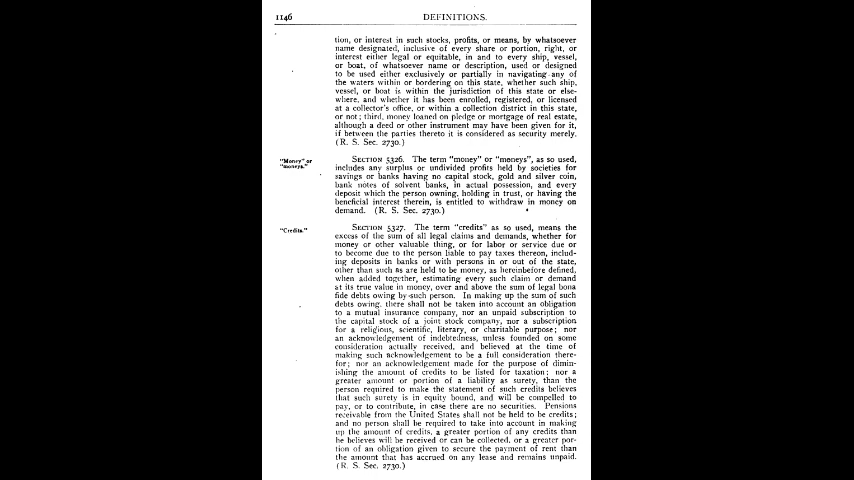 1146 DEFINITIONS.
tion, or interest in such stocks, profits, or means, by whatsoever
name designated, inclusive of every share or portion, right, or
interest either legal or equitable, in and to every ship, vessel,
or boat, of whatsoever name or description, used or designed
to be used either exclusively or partially in navigating any of
the waters within or bordering on this state, whether such ship,
vessel, or boat is within the jurisdiction of this state or else-
where, and whether it has been enrolled, registered, or licensed
at a collector's office, or within a collection district in this state,
or not; third, money loaned on pledge or mortgage of real estate,
although a deed or other instrument may have been given for it,
if between the parties thereto it is considered as security merely.
(R. S. Sec. 2730.)
"Money" or
"moneys."
SECTION 5326. The term "money" or "moneys", as so used,
includes any surplus or undivided profits held by societies for
savings or banks having no capital stock, gold and silver coin,
bank notes of solvent banks, in actual possession, and every
deposit which the person owning, holding in trust, or having the
beneficial interest therein, is entitled to withdraw in money on
demand. (R. S. Sec. 2730.)
"Credits."
SECTION 5327. The term "credits" as so used, means the
excess of the sum of all legal claims and demands, whether for
money or other valuable thing, or for labor or service due or
to become due to the person liable to pay taxes thereon, includ-
ing deposits in banks or with persons in or out of the state,
other than such as are held to be money, as hereinbefore defined,
when added together, estimating every such claim or demand
at its true value in money, over and above the sum of legal bona
fide debts owing by such person. In making up the sum of such
debts owing, there shall not be taken into account an obligation
to a mutual insurance company, nor an unpaid subscription to
the capital stock of a joint stock company, nor a subscription
for a religious, scientific, literary, or charitable purpose; nor
an acknowledgement of indebtedness, unless founded on some
consideration actually received, and believed at the time of
making such acknowledgement to be a full consideration there-
for; nor an acknowledgement made for the purpose of dimin-
ishing the amount of credits to be listed for taxation; nor a
greater amount or portion of a liability as surety, than the
person required to make the statement of such credits believes
that such surety is in equity bound, and will be compelled to
pay, or to contribute, in case there are no securities. Pensions
receivable from the United States shall not be held to be credits;
and no person shall be required to take into account in making
up the amount of credits, a greater portion of any credits than
he believes will be received or can be collected, or a greater por-
tion of an obligation given to secure the payment of rent than
the amount that has accrued on any lease and remains unpaid.
(R. S. Sec. 2730.)